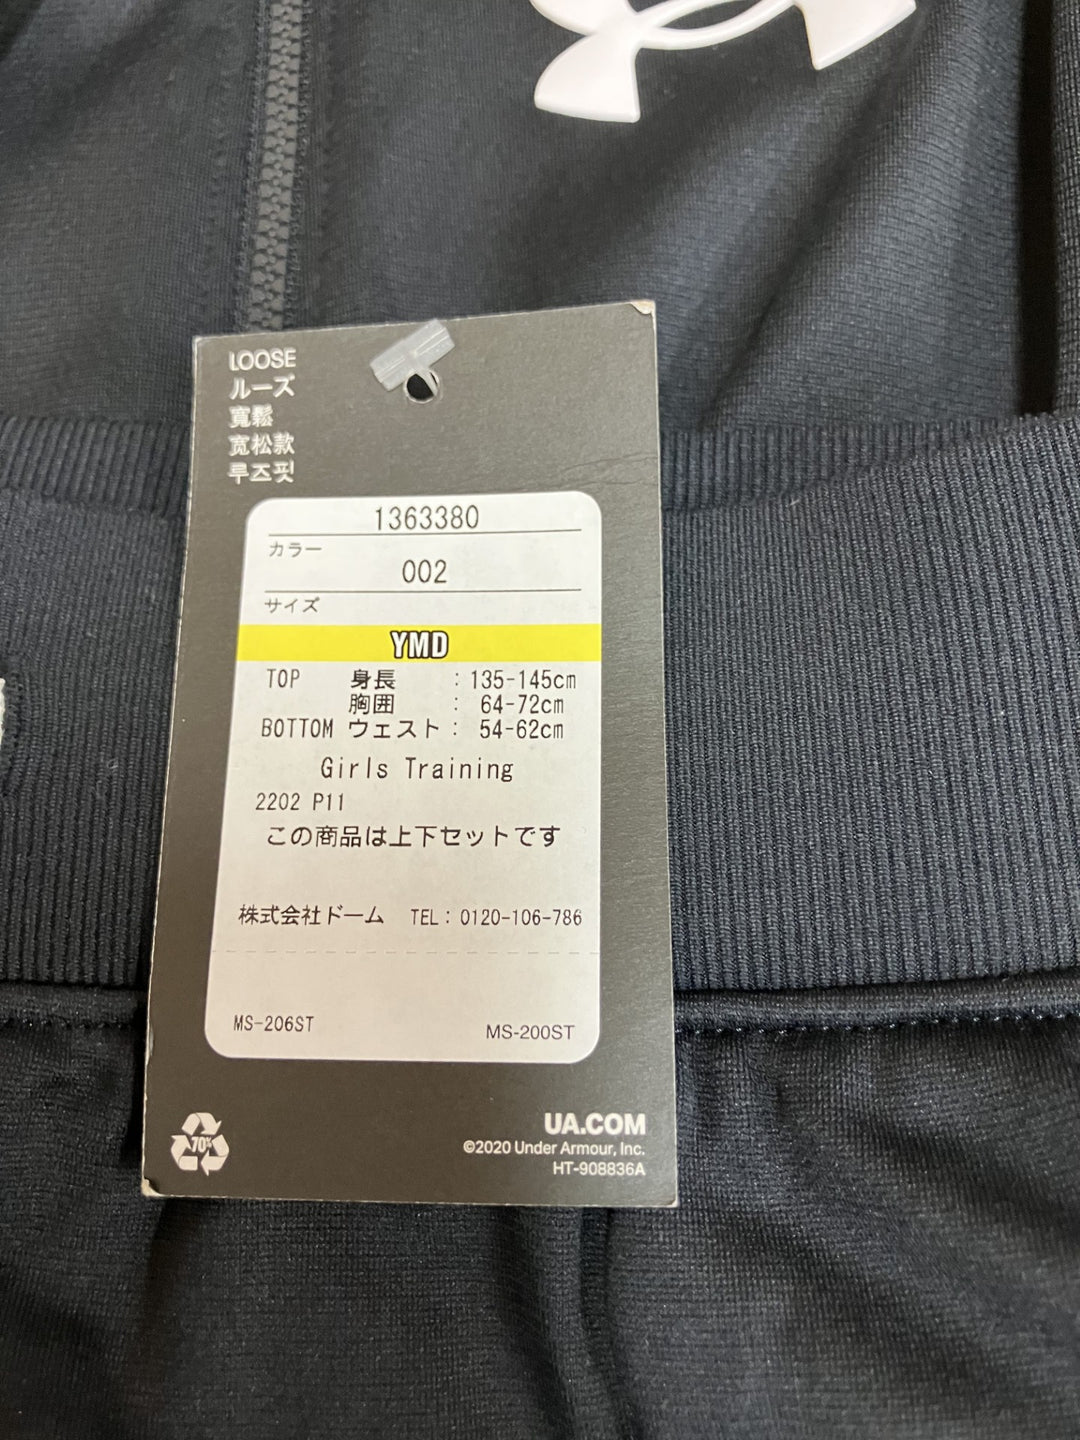 LOOSE
ルーズ
寬鬆
宽松款
루즈핏
1363380
カラー
002
サイズ
YMD
TOP 身長 : 135-145cm
胸囲 : 64-72cm
BOTTOM ウェスト : 54-62cm
Girls Training
2202 P11
この商品は上下セットです
株式会社ドーム TEL : 0120-106-786
MS-206ST MS-200ST
70%
UA.COM
©2020 Under Armour, Inc.
HT-908836A